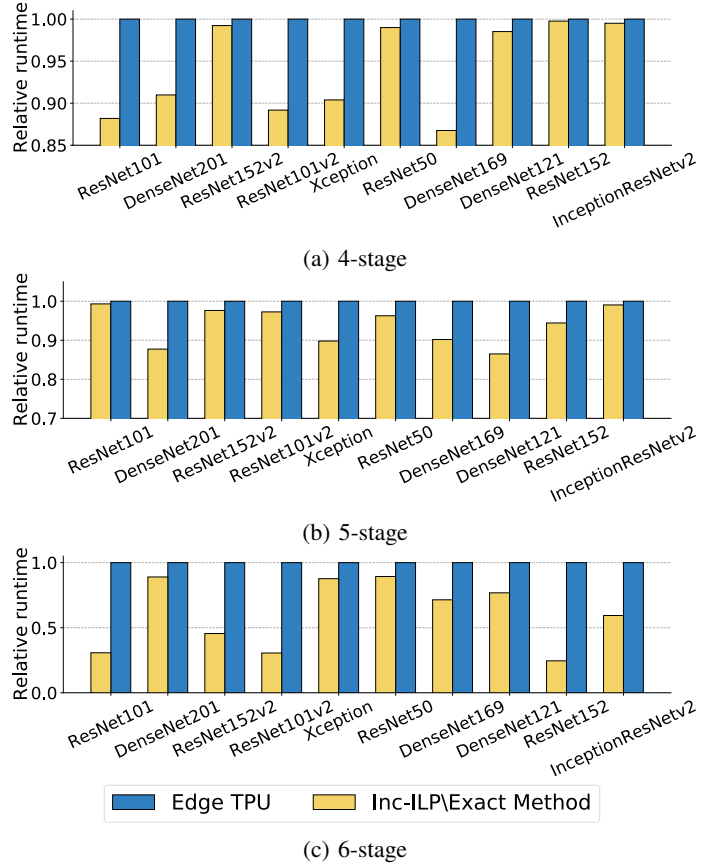 Relative runtime
1.00
0.95
0.90
0.85
ResNet101
DenseNet201
ResNet152v2
ResNet101v2
Xception
ResNet50
DenseNet169
DenseNet121
ResNet152
InceptionResNetv2
(a) 4-stage
Relative runtime
1.0
0.9
0.8
0.7
ResNet101
DenseNet201
ResNet152v2
ResNet101v2
Xception
ResNet50
DenseNet169
DenseNet121
ResNet152
InceptionResNetv2
(b) 5-stage
Relative runtime
1.0
0.5
0.0
ResNet101
DenseNet201
ResNet152v2
ResNet101v2
Xception
ResNet50
DenseNet169
DenseNet121
ResNet152
InceptionResNetv2
Edge TPU
Inc-ILP\Exact Method
(c) 6-stage